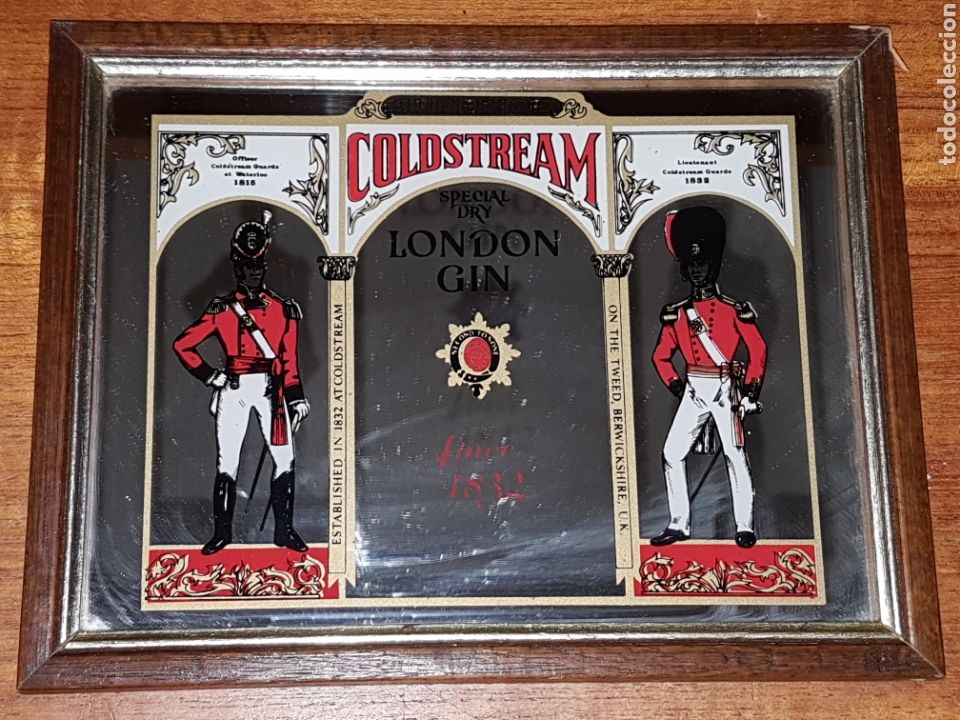 SUPERIOR
COLDSTREAM
SPECIAL
DRY
LONDON
GIN
Officer
Coldstream Guards
at Waterloo
1815
Lieutenant
Coldstream Guards
1832
ESTABLISHED IN 1832 AT COLDSTREAM
ON THE TWEED, BERWICKSHIRE, U.K.
SECOND TO NONE
Since
1832
todocoleccion